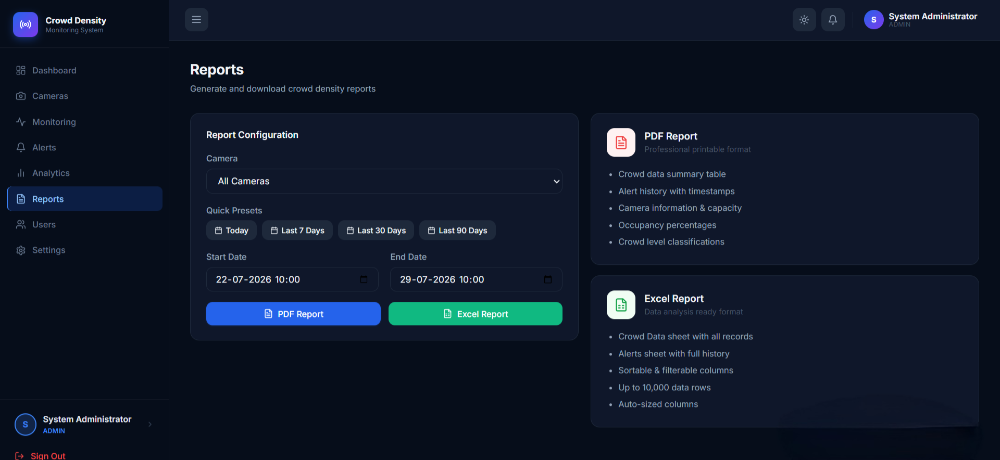 Crowd Density
Monitoring System
Dashboard
Cameras
Monitoring
Alerts
Analytics
Reports
Users
Settings
S
System Administrator
ADMIN
Sign Out
S
System Administrator
ADMIN
Reports
Generate and download crowd density reports
Report Configuration
Camera
All Cameras
Quick Presets
Today
Last 7 Days
Last 30 Days
Last 90 Days
Start Date
End Date
22-07-2026 10:00
29-07-2026 10:00
PDF Report
Excel Report
PDF Report
Professional printable format
• Crowd data summary table
• Alert history with timestamps
• Camera information & capacity
• Occupancy percentages
• Crowd level classifications
Excel Report
Data analysis ready format
• Crowd Data sheet with all records
• Alerts sheet with full history
• Sortable & filterable columns
• Up to 10,000 data rows
• Auto-sized columns